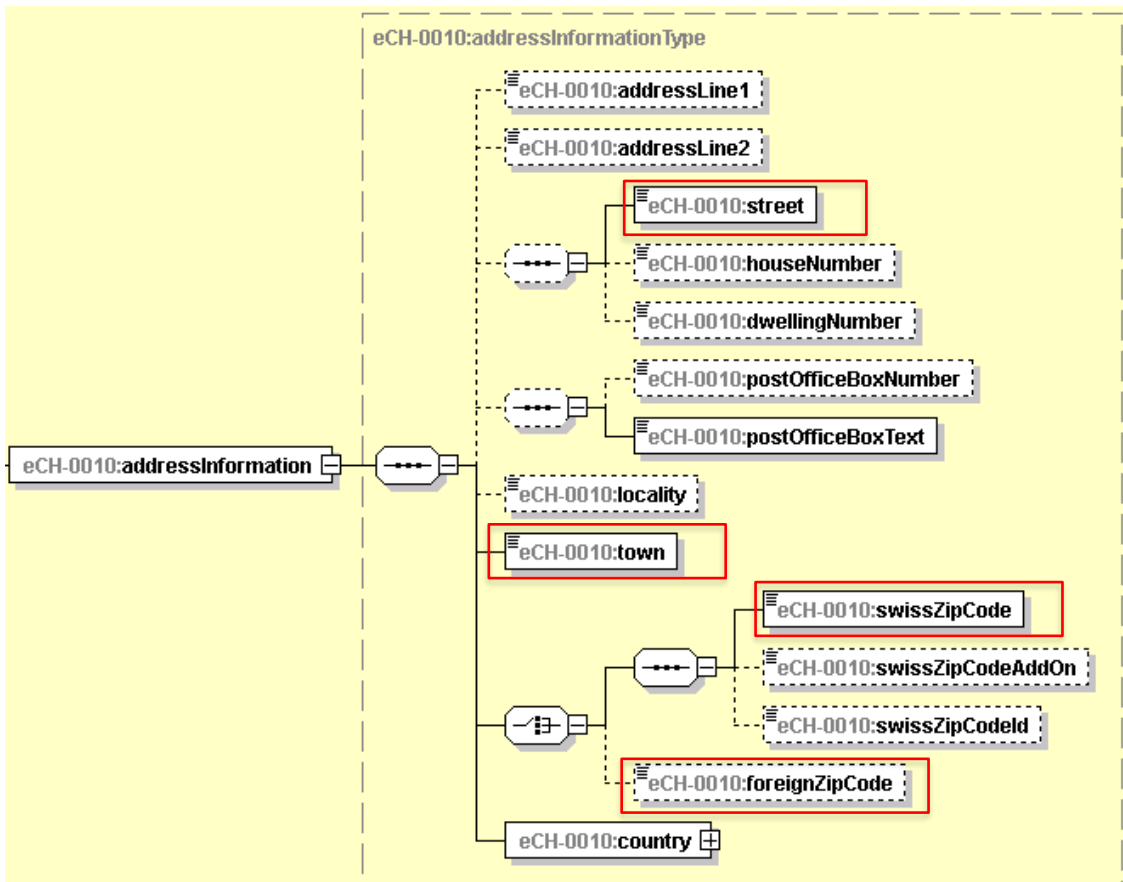 eCH-0010:addressInformationType
eCH-0010:addressLine1
eCH-0010:addressLine2
eCH-0010:street
eCH-0010:houseNumber
eCH-0010:dwellingNumber
eCH-0010:postOfficeBoxNumber
eCH-0010:postOfficeBoxText
eCH-0010:addressInformation
eCH-0010:locality
eCH-0010:town
eCH-0010:swissZipCode
eCH-0010:swissZipCodeAddOn
eCH-0010:swissZipCodeId
eCH-0010:foreignZipCode
eCH-0010:country